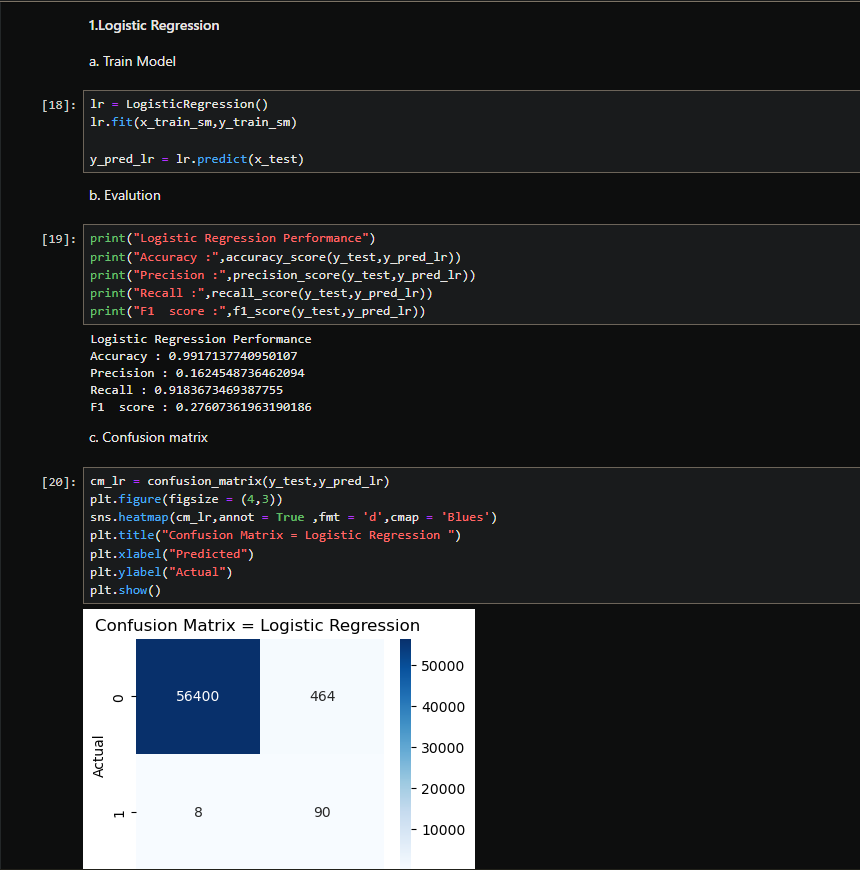 1.Logistic Regression
a. Train Model
[18]: lr = LogisticRegression()
lr.fit(x_train_sm,y_train_sm)
y_pred_lr = lr.predict(x_test)
b. Evalution
[19]: print("Logistic Regression Performance")
print("Accuracy :",accuracy_score(y_test,y_pred_lr))
print("Precision :",precision_score(y_test,y_pred_lr))
print("Recall :",recall_score(y_test,y_pred_lr))
print("F1  score :",f1_score(y_test,y_pred_lr))
Logistic Regression Performance
Accuracy : 0.9917137740950107
Precision : 0.1624548736462094
Recall : 0.9183673469387755
F1  score : 0.27607361963190186
c. Confusion matrix
[20]: cm_lr = confusion_matrix(y_test,y_pred_lr)
plt.figure(figsize = (4,3))
sns.heatmap(cm_lr,annot = True ,fmt = 'd',cmap = 'Blues')
plt.title("Confusion Matrix = Logistic Regression ")
plt.xlabel("Predicted")
plt.ylabel("Actual")
plt.show()
Confusion Matrix = Logistic Regression
50000
0 56400 464
40000
Actual
30000
20000
1 8 90
10000